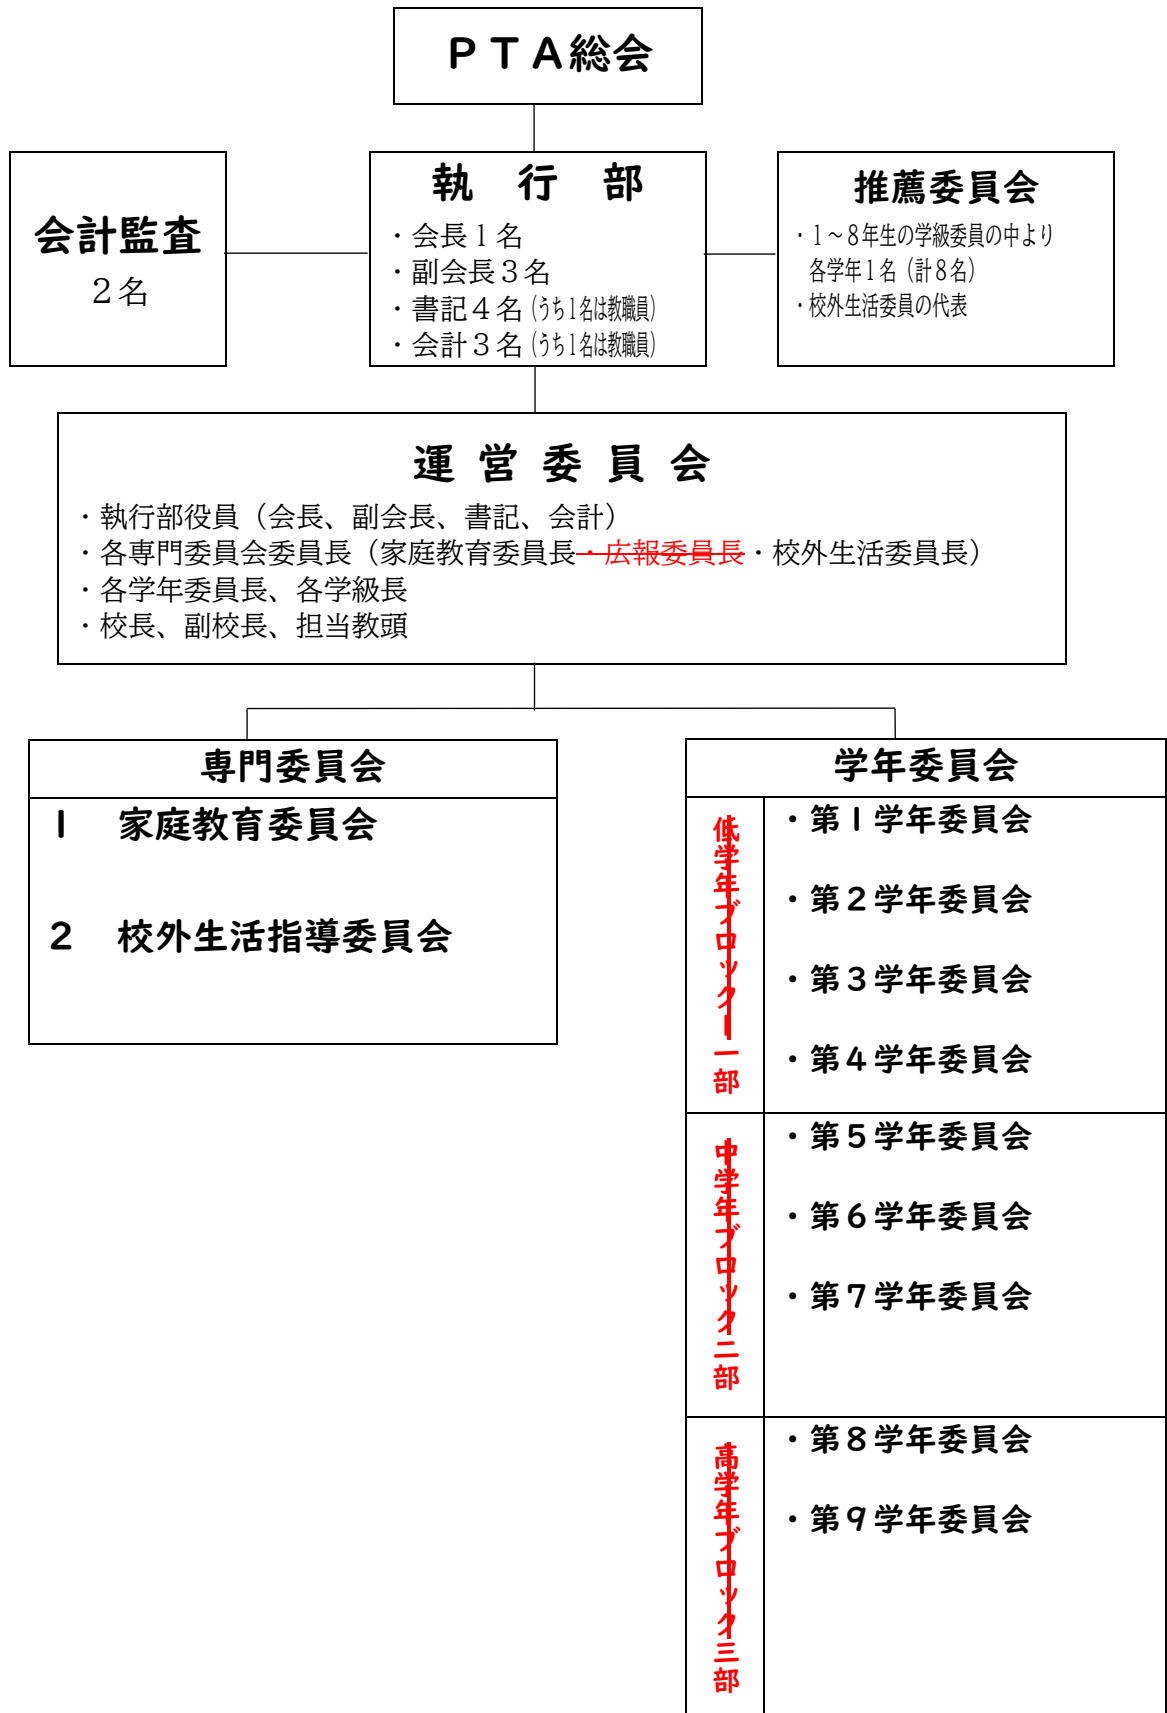 ＰＴＡ総会
会計監査
２名
執　行　部
・会長１名
・副会長３名
・書記４名（うち１名は教職員）
・会計３名（うち１名は教職員）
推薦委員会
・１～８年生の学級委員の中より
各学年１名（計８名）
・校外生活委員の代表
運 営 委 員 会
・執行部役員（会長、副会長、書記、会計）
・各専門委員会委員長（家庭教育委員長・広報委員長・校外生活委員長）
・各学年委員長、各学級長
・校長、副校長、担当教頭
専門委員会
１　家庭教育委員会
２　校外生活指導委員会
学年委員会
低学年ブロック１一部
・第１学年委員会
・第２学年委員会
・第３学年委員会
・第４学年委員会
中学年ブロック二部
・第５学年委員会
・第６学年委員会
・第７学年委員会
高学年ブロック三部
・第８学年委員会
・第９学年委員会